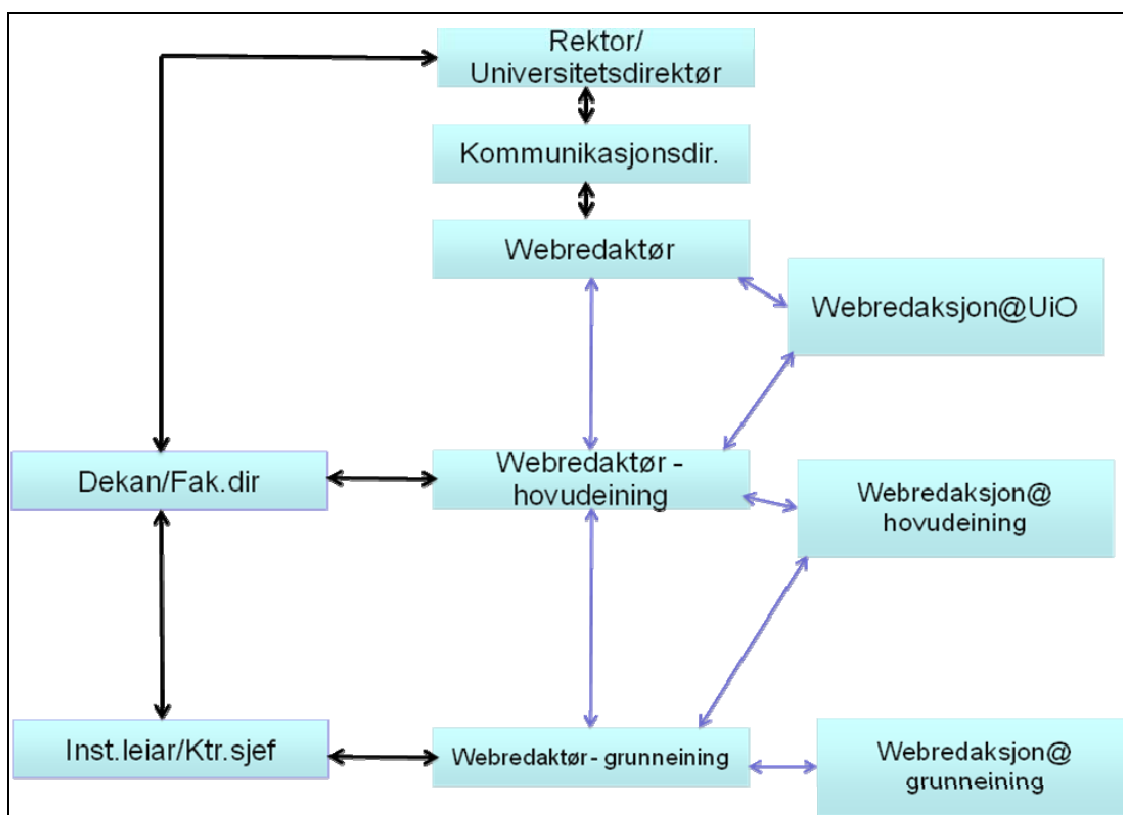 Rektor/
Universitetsdirektør
Kommunikasjonsdir.
Webredaktør
Webredaksjon@UiO
Dekan/Fak.dir
Webredaktør -
hovudeining
Webredaksjon@
hovudeining
Inst.leiar/Ktr.sjef
Webredaktør- grunneining
Webredaksjon@
grunneining